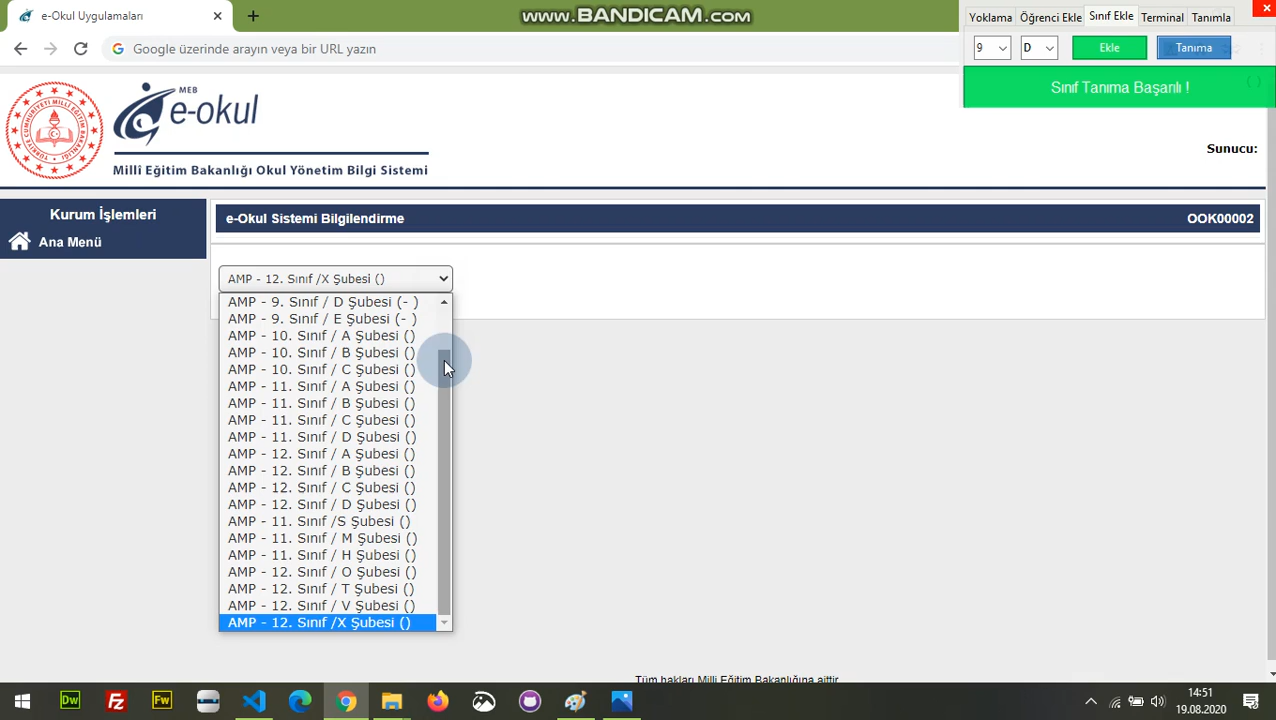 e-Okul Uygulamaları
www.BANDICAM.com
Yoklama Öğrenci Ekle Sınıf Ekle Terminal Tanımla
Google üzerinde arayın veya bir URL yazın
9 D Ekle Tanıma
Sınıf Tanıma Başarılı !
MEB
e-okul
Millî Eğitim Bakanlığı Okul Yönetim Bilgi Sistemi
Sunucu:
Kurum İşlemleri
Ana Menü
e-Okul Sistemi Bilgilendirme
OOK00002
AMP - 12. Sınıf /X Şubesi ()
AMP - 9. Sınıf / D Şubesi (- )
AMP - 9. Sınıf / E Şubesi (- )
AMP - 10. Sınıf / A Şubesi ()
AMP - 10. Sınıf / B Şubesi ()
AMP - 10. Sınıf / C Şubesi ()
AMP - 11. Sınıf / A Şubesi ()
AMP - 11. Sınıf / B Şubesi ()
AMP - 11. Sınıf / C Şubesi ()
AMP - 11. Sınıf / D Şubesi ()
AMP - 12. Sınıf / A Şubesi ()
AMP - 12. Sınıf / B Şubesi ()
AMP - 12. Sınıf / C Şubesi ()
AMP - 12. Sınıf / D Şubesi ()
AMP - 11. Sınıf /S Şubesi ()
AMP - 11. Sınıf / M Şubesi ()
AMP - 11. Sınıf / H Şubesi ()
AMP - 12. Sınıf / O Şubesi ()
AMP - 12. Sınıf / T Şubesi ()
AMP - 12. Sınıf / V Şubesi ()
AMP - 12. Sınıf /X Şubesi ()
Tüm hakları Milli Eğitim Bakanlığına aittir
Dw Fz Fw
14:51
19.08.2020